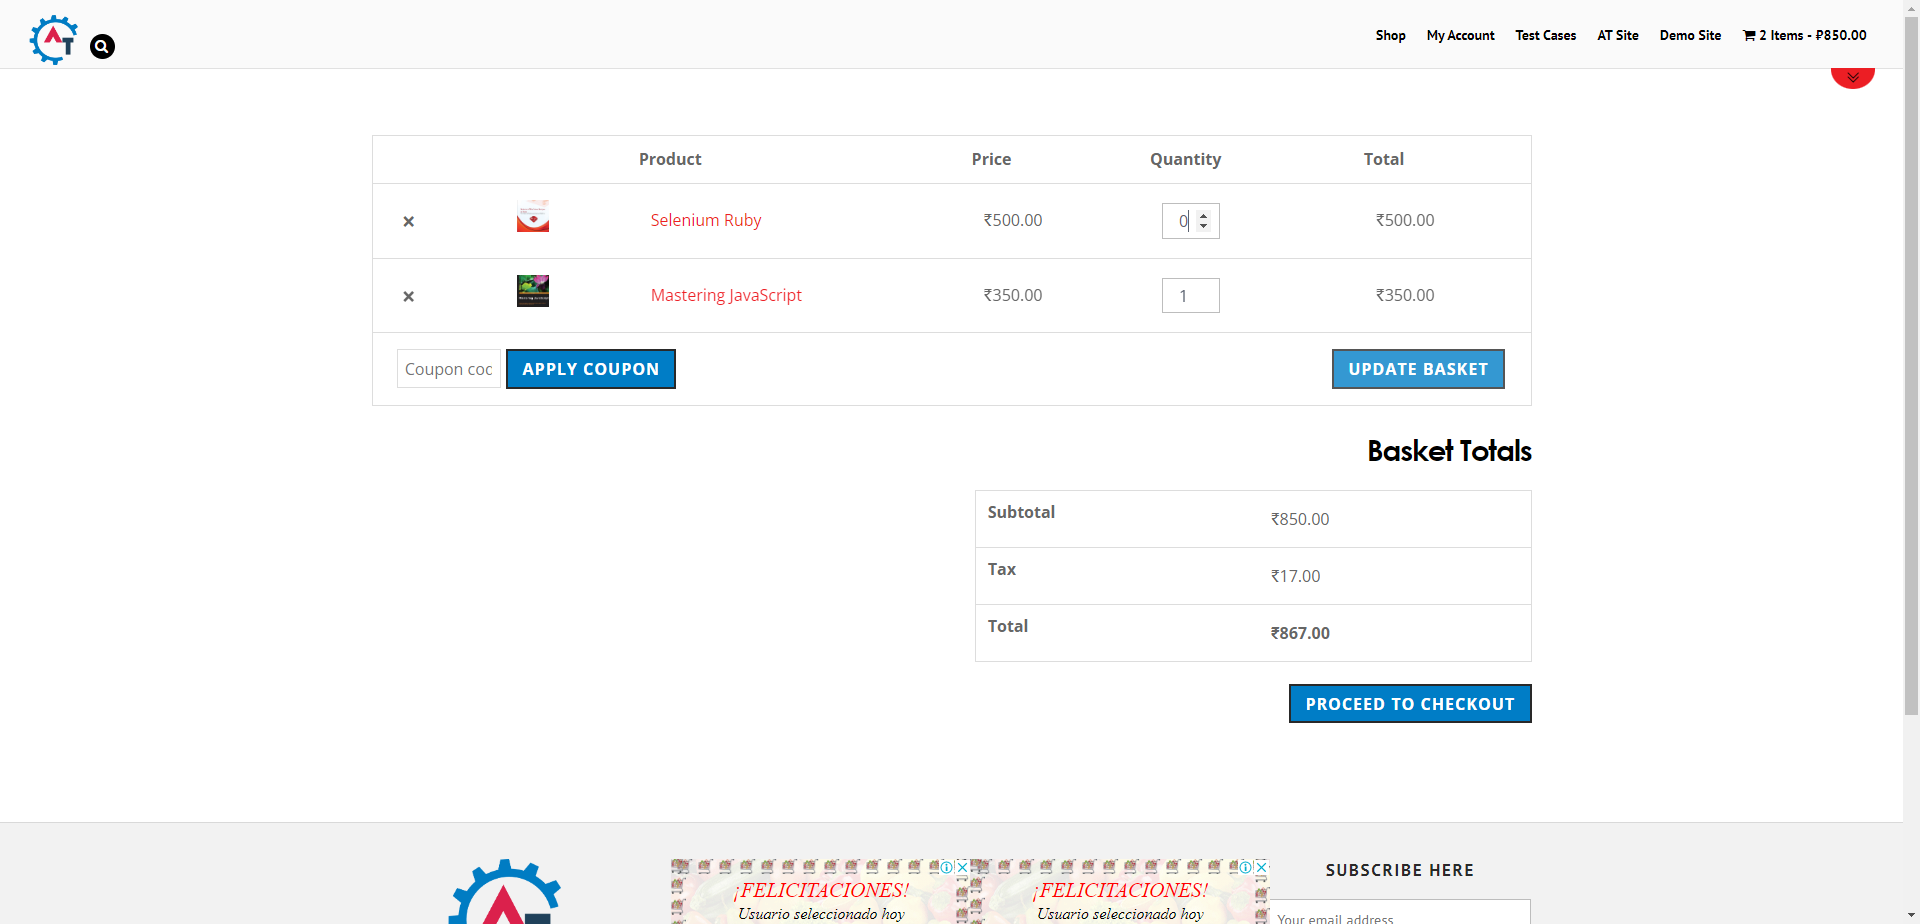 AT
Shop My Account Test Cases AT Site Demo Site 2 Items - ₽850.00
Product Price Quantity Total
× Selenium Ruby ₹500.00 0 ₹500.00
× Mastering JavaScript ₹350.00 1 ₹350.00
Coupon coc APPLY COUPON UPDATE BASKET
Basket Totals
Subtotal ₹850.00
Tax ₹17.00
Total ₹867.00
PROCEED TO CHECKOUT
AT
¡FELICITACIONES!
Usuario seleccionado hoy
¡FELICITACIONES!
Usuario seleccionado hoy
SUBSCRIBE HERE
Your email address